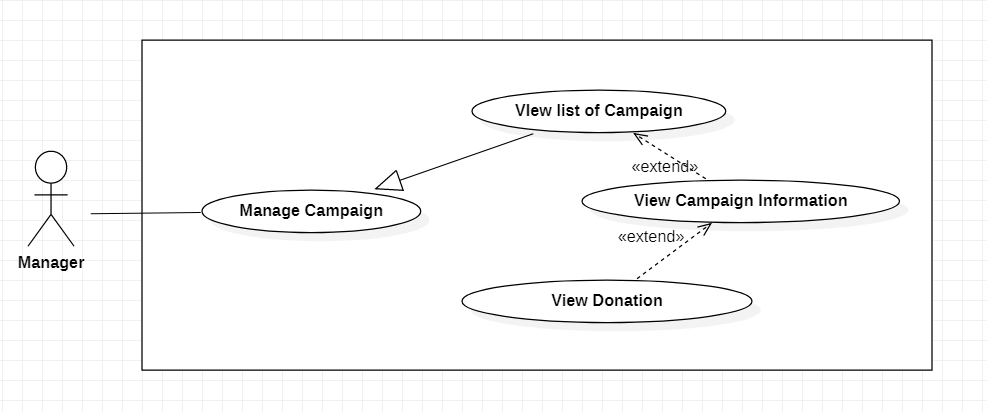 VIew list of Campaign
«extend»
View Campaign Information
Manage Campaign
«extend»
Manager
View Donation